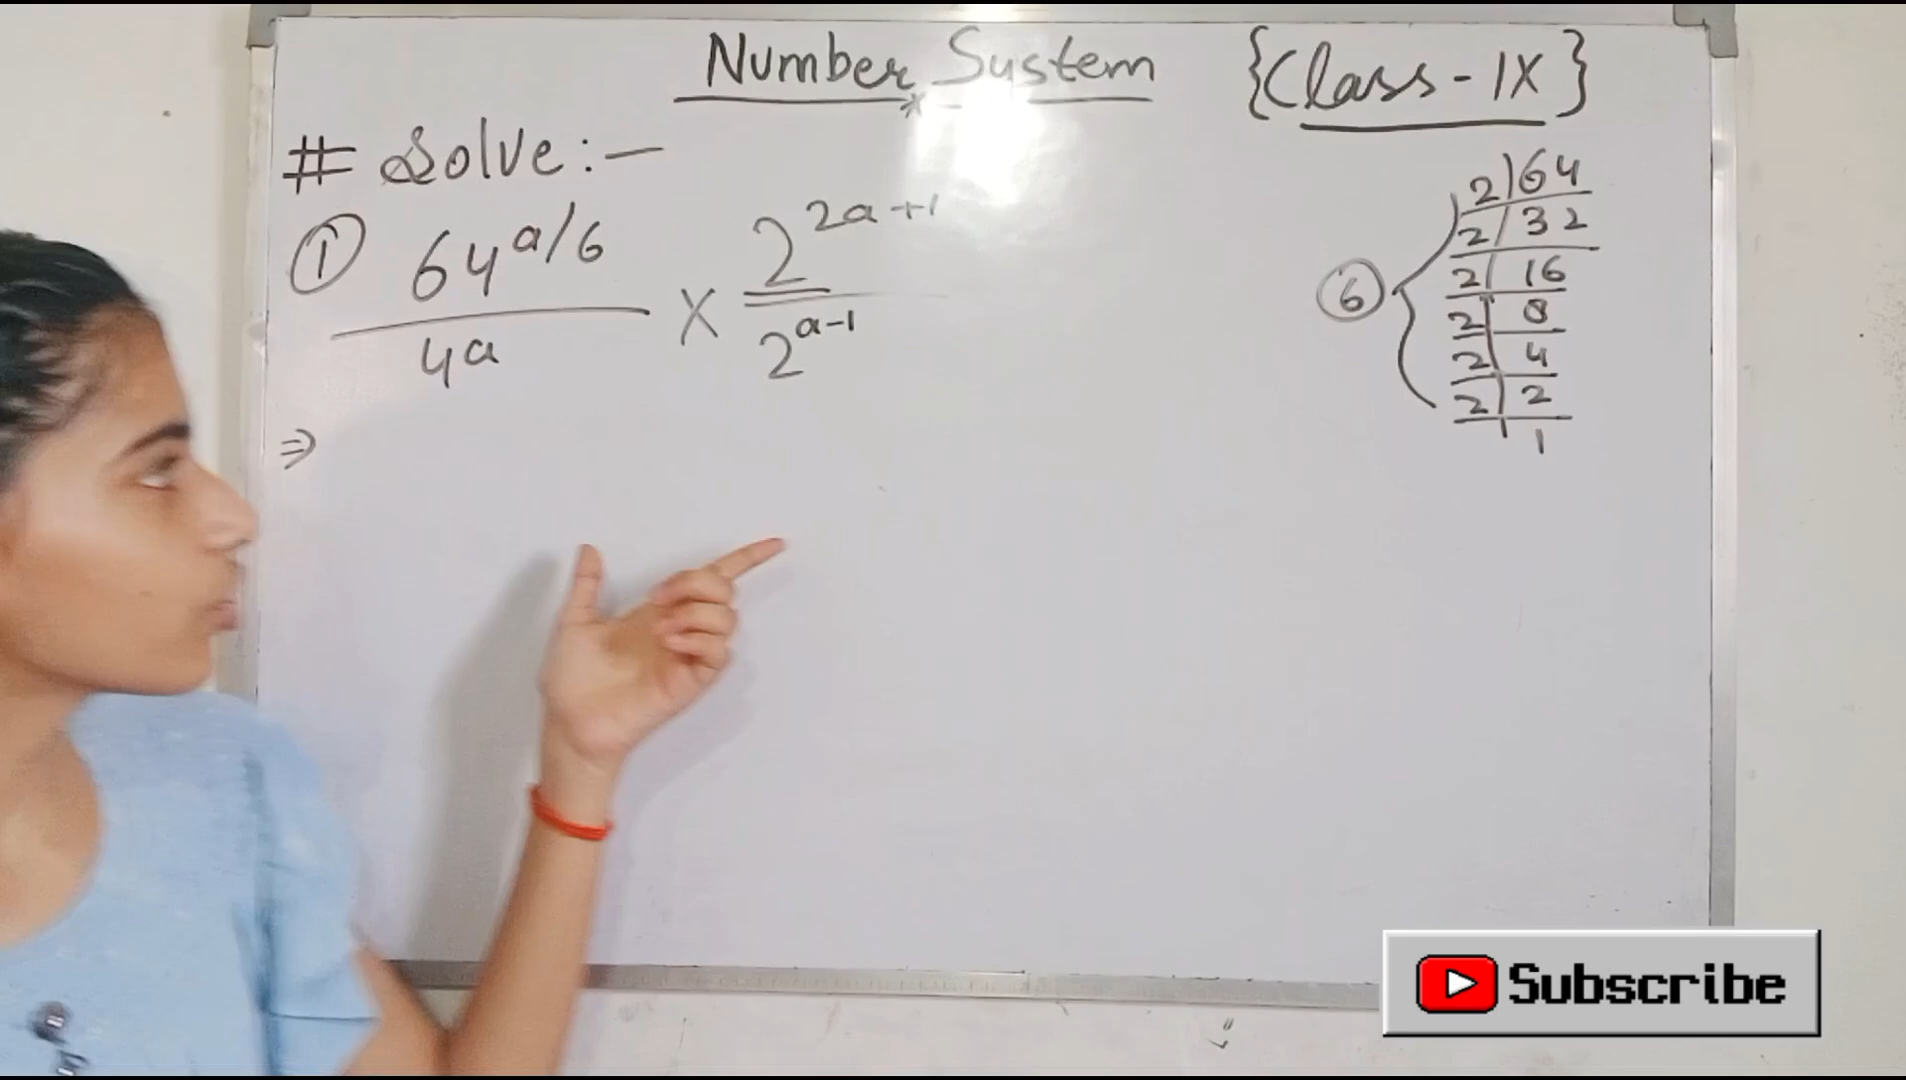 Number System {Class-IX}
# Solve:-
① 64^a/6 / 4^a × 2^2a+1 / 2^a-1
⇒
2|64
2|32
2|16
2|8
2|4
2|2
1
⑥
Subscribe